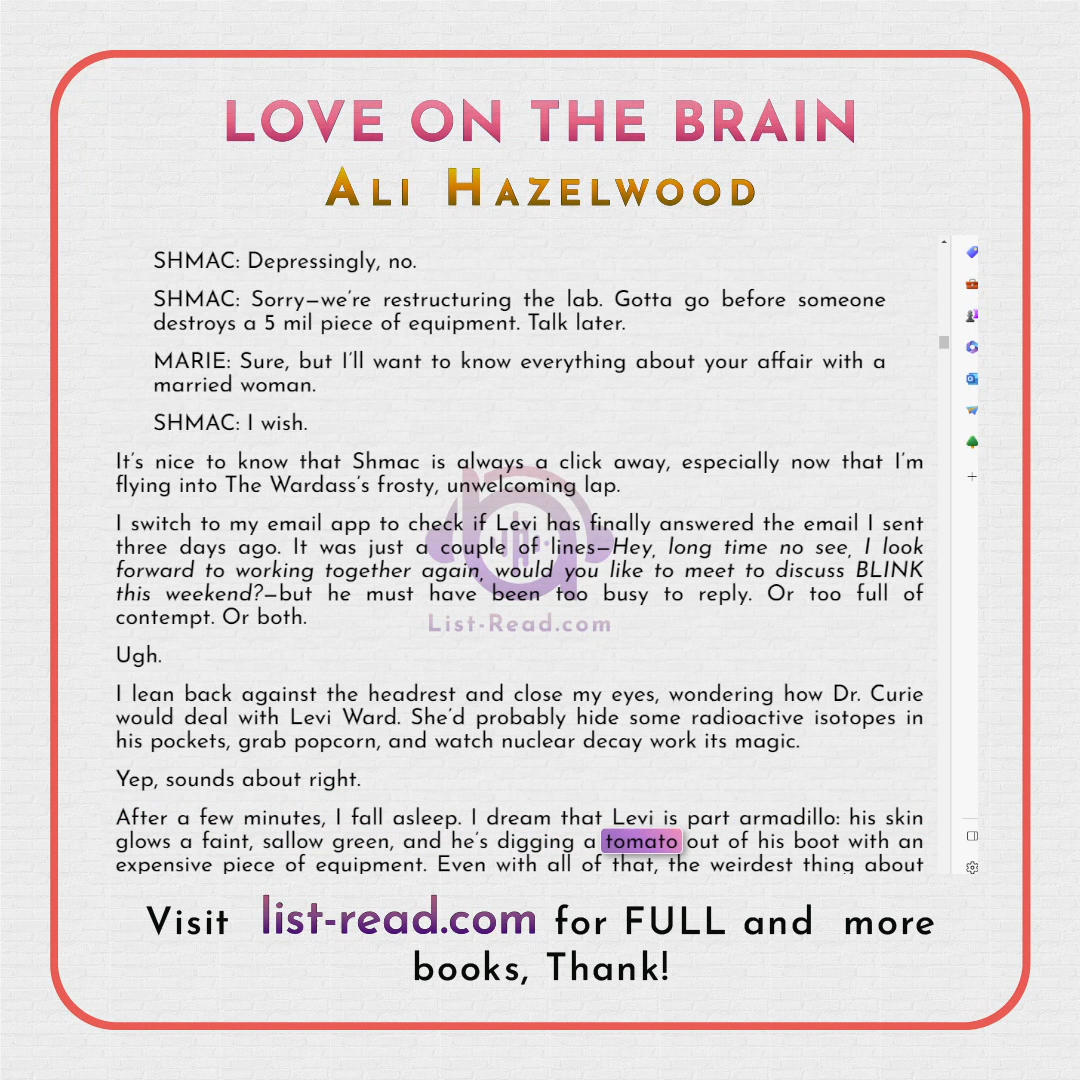 LOVE ON THE BRAIN
ALI HAZELWOOD
SHMAC: Depressingly, no.
SHMAC: Sorry—we're restructuring the lab. Gotta go before someone
destroys a 5 mil piece of equipment. Talk later.
MARIE: Sure, but I'll want to know everything about your affair with a
married woman.
SHMAC: I wish.
It's nice to know that Shmac is always a click away, especially now that I'm
flying into The Wardass's frosty, unwelcoming lap.
I switch to my email app to check if Levi has finally answered the email I sent
three days ago. It was just a couple of lines—Hey, long time no see, I look
forward to working together again, would you like to meet to discuss BLINK
this weekend?—but he must have been too busy to reply. Or too full of
contempt. Or both.
List-Read.com
Ugh.
I lean back against the headrest and close my eyes, wondering how Dr. Curie
would deal with Levi Ward. She'd probably hide some radioactive isotopes in
his pockets, grab popcorn, and watch nuclear decay work its magic.
Yep, sounds about right.
After a few minutes, I fall asleep. I dream that Levi is part armadillo: his skin
glows a faint, sallow green, and he's digging a tomato out of his boot with an
expensive piece of equipment. Even with all of that, the weirdest thing about
Visit list-read.com for FULL and more
books, Thank!